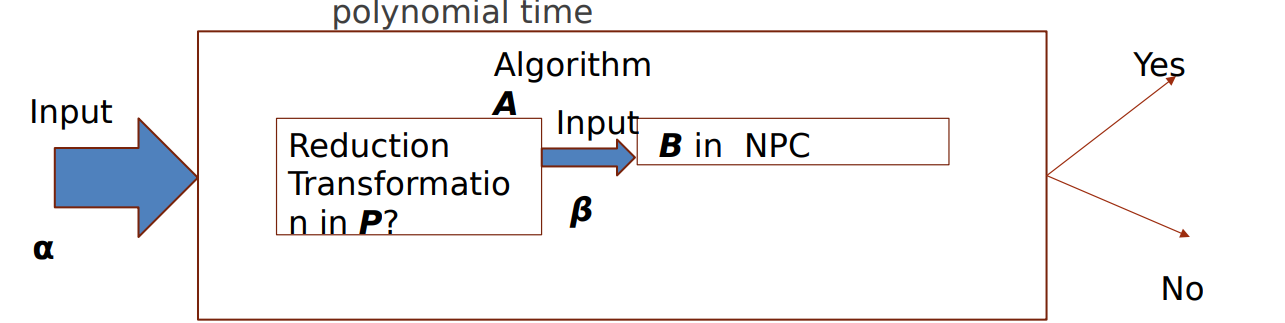 polynomial time
Algorithm
A
Yes
Input
Input
Reduction
Transformatio
n in P?
B in NPC
β
α
No